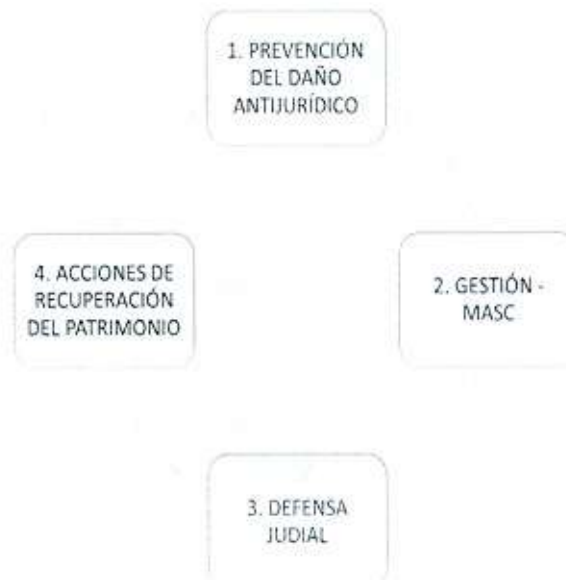 1. PREVENCIÓN
DEL DAÑO
ANTIJURÍDICO
4. ACCIONES DE
RECUPERACIÓN
DEL PATRIMONIO
2. GESTIÓN -
MASC
3. DEFENSA
JUDIAL